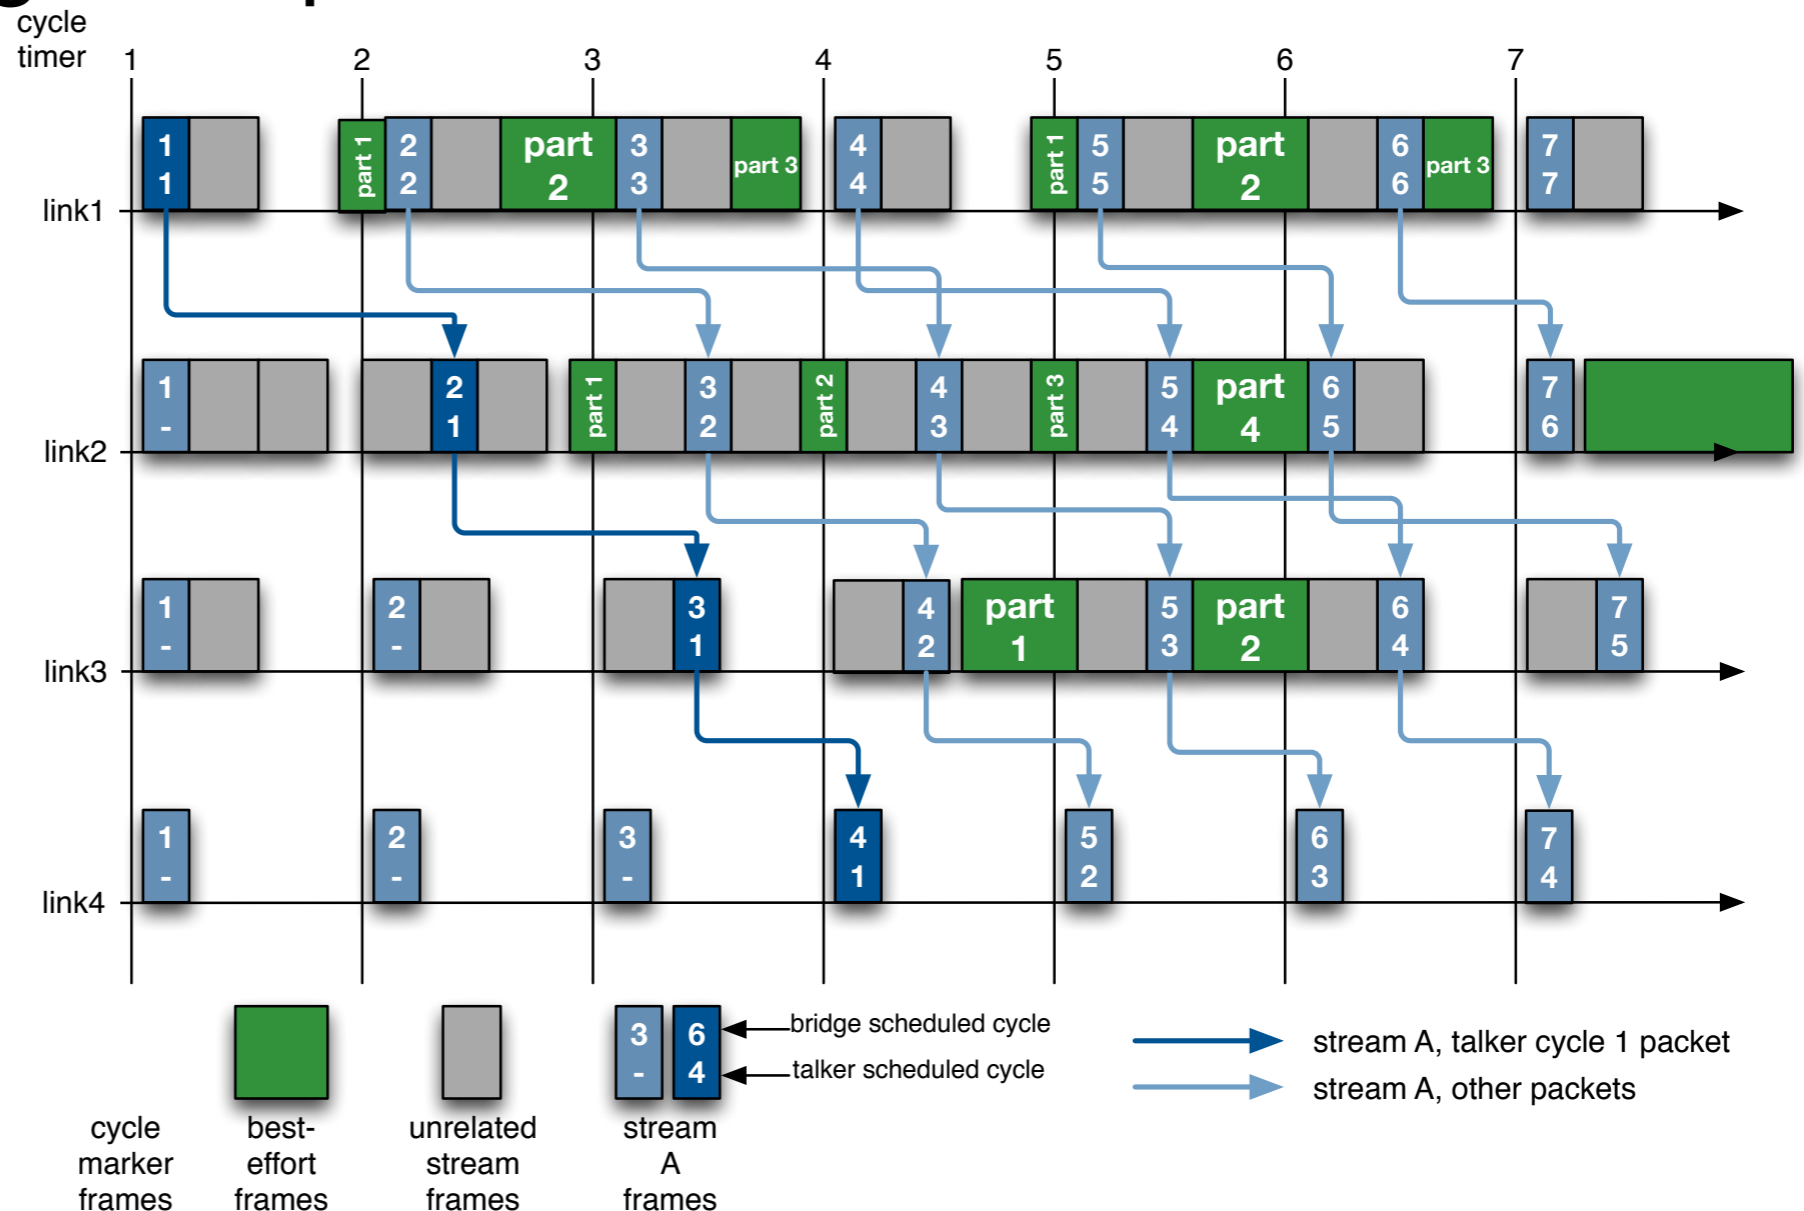 cycle
timer 1 2 3 4 5 6 7
link1
1 1
part 1
2 2
part 2
3 3
part 3
4 4
part 1
5 5
part 2
6 6
part 3
7 7
link2
1 -
2 1
part 1
3 2
part 2
4 3
part 3
5 4
part 4
6 5
7 6
link3
1 -
2 -
3 1
4 2
part 1
5 3
part 2
6 4
7 5
link4
1 -
2 -
3 -
4 1
5 2
6 3
7 4
3 -
6 4
bridge scheduled cycle
talker scheduled cycle
stream A, talker cycle 1 packet
stream A, other packets
cycle
marker
frames
best-
effort
frames
unrelated
stream
frames
stream
A
frames